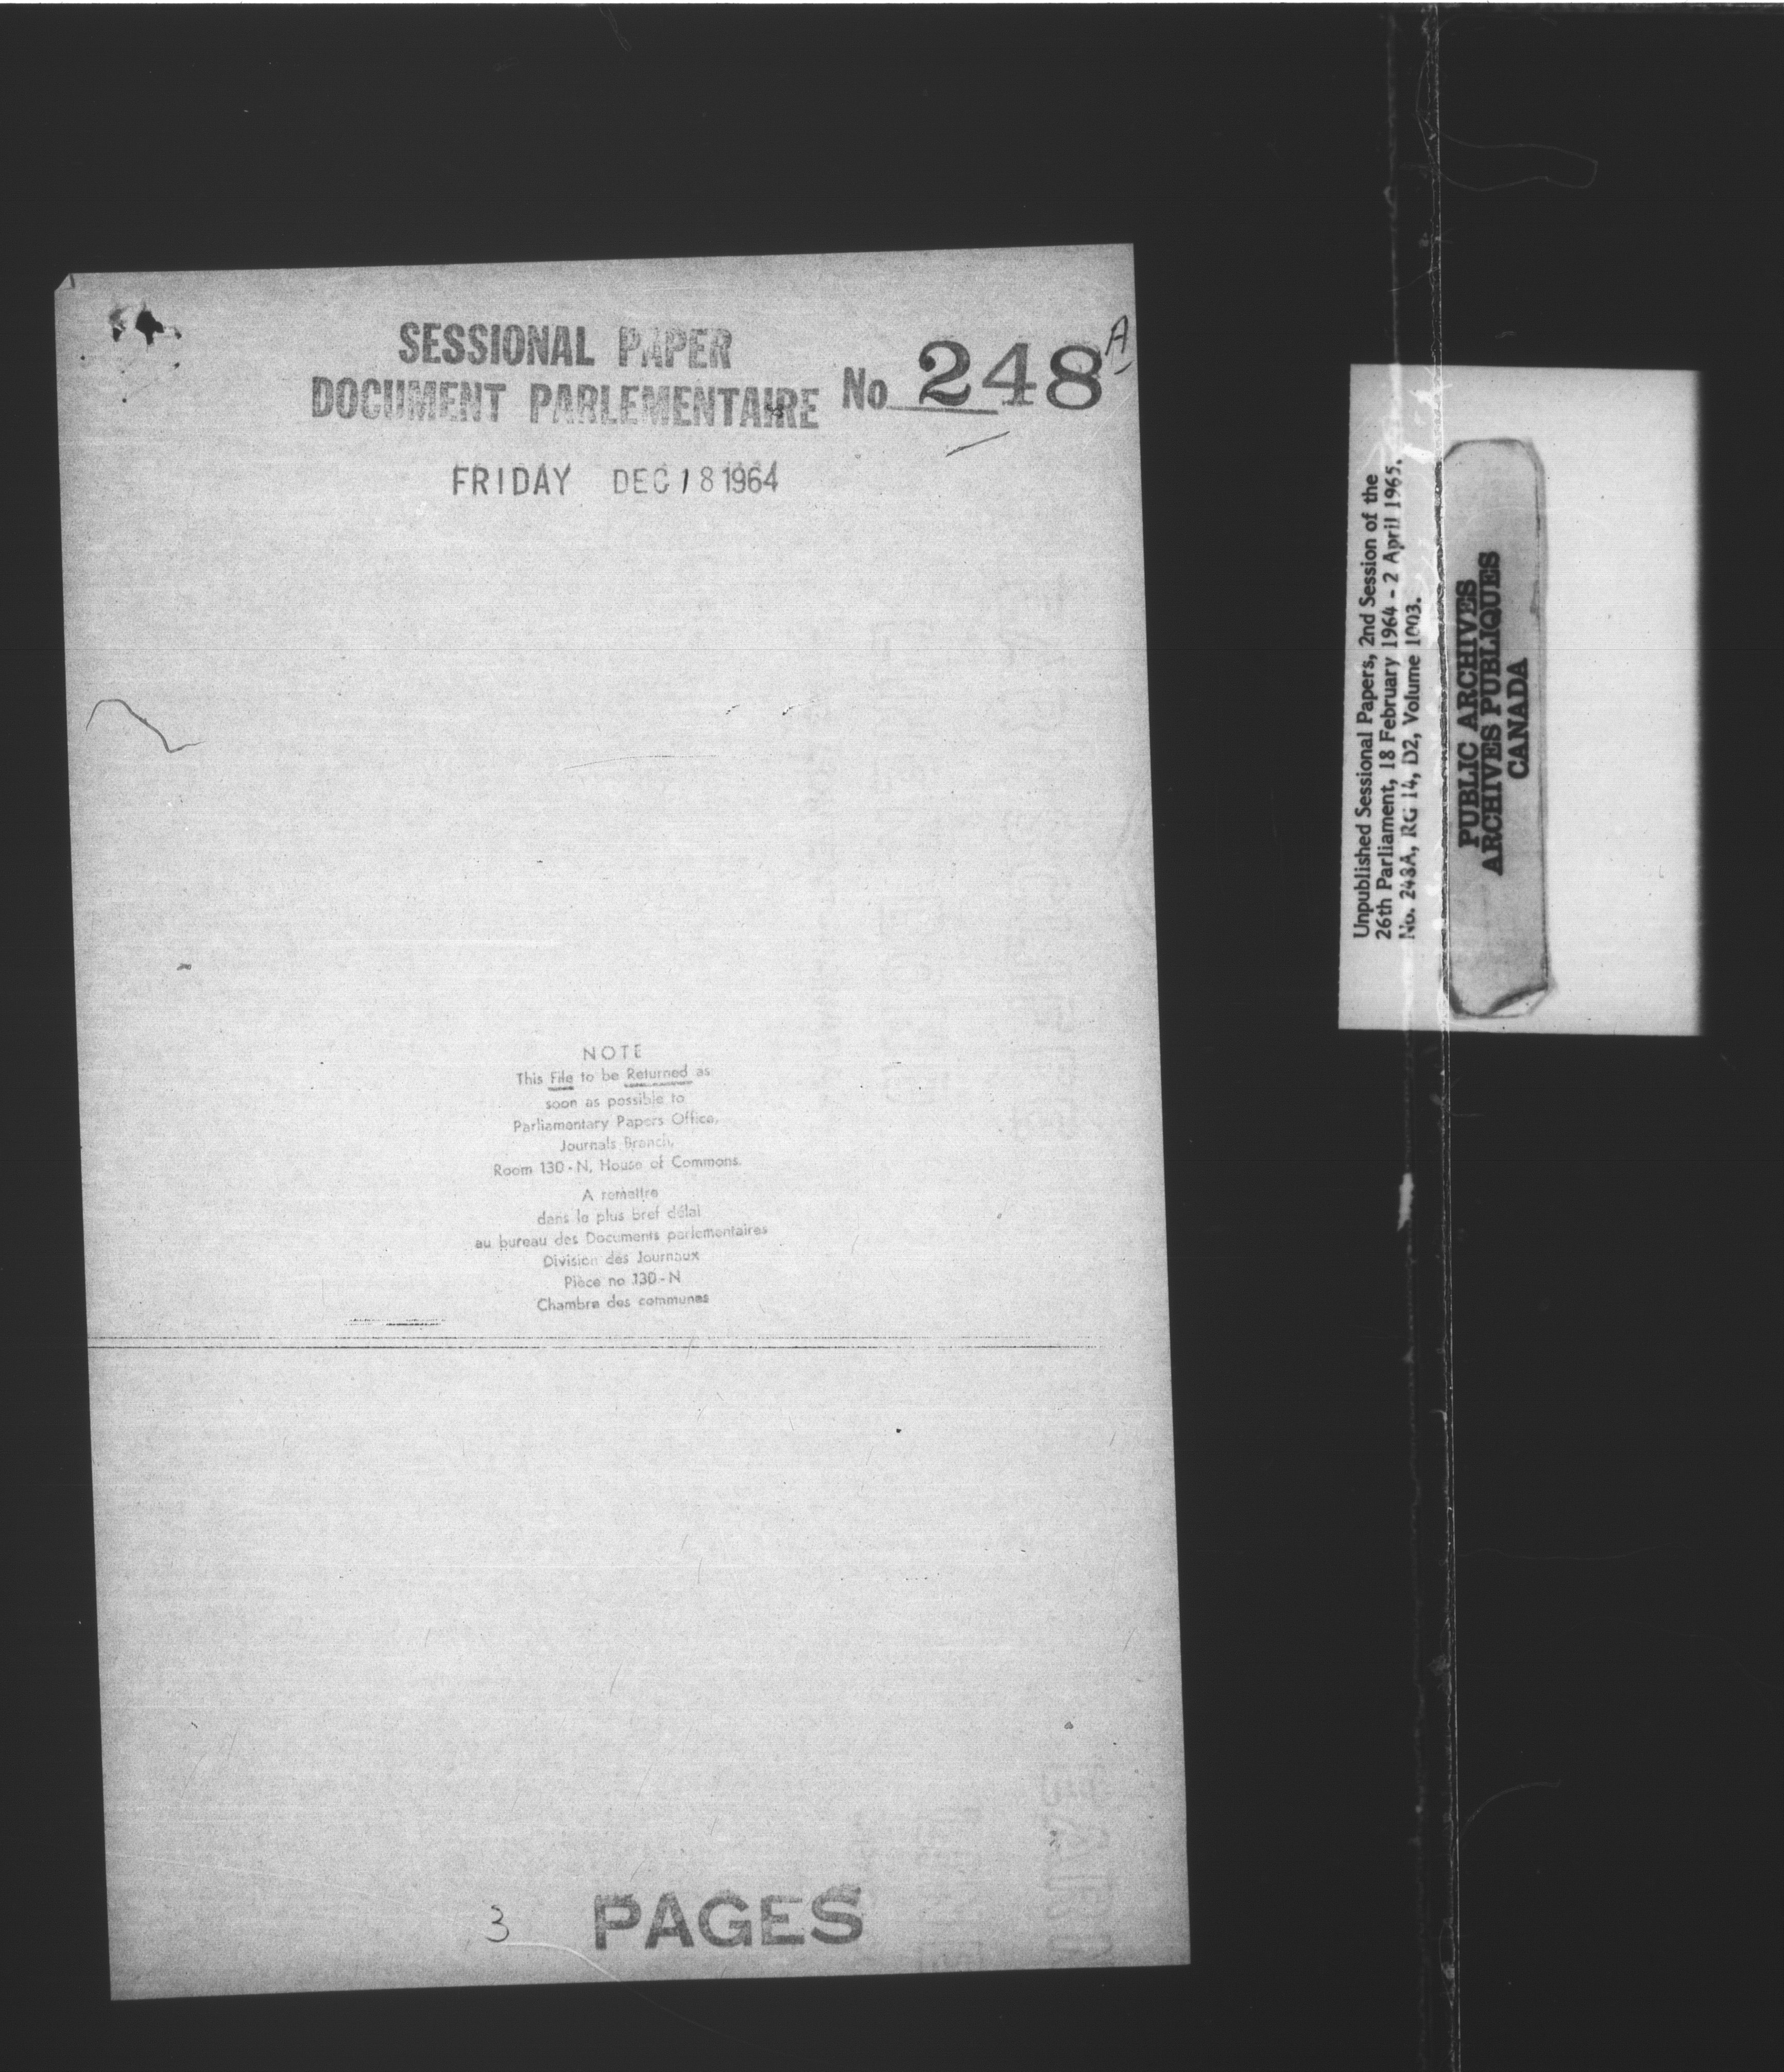 SESSIONAL PAPER
DOCUMENT PARLEMENTAIRE No 248A
FRIDAY DEC 18 1964
NOTE
This File to be Returned as
soon as possible to
Parliamentary Papers Office,
Journals Branch,
Room 130-N, House of Commons.
A remettre
dans le plus bref délai
au bureau des Documents parlementaires
Division des Journaux
Pièce no 130-N
Chambre des communes
3 PAGES
Unpublished Sessional Papers, 2nd Session of the
26th Parliament, 18 February 1964 - 2 April 1965.
No. 248A, RG 14, D2, Volume 1003.
PUBLIC ARCHIVES
ARCHIVES PUBLIQUES
CANADA